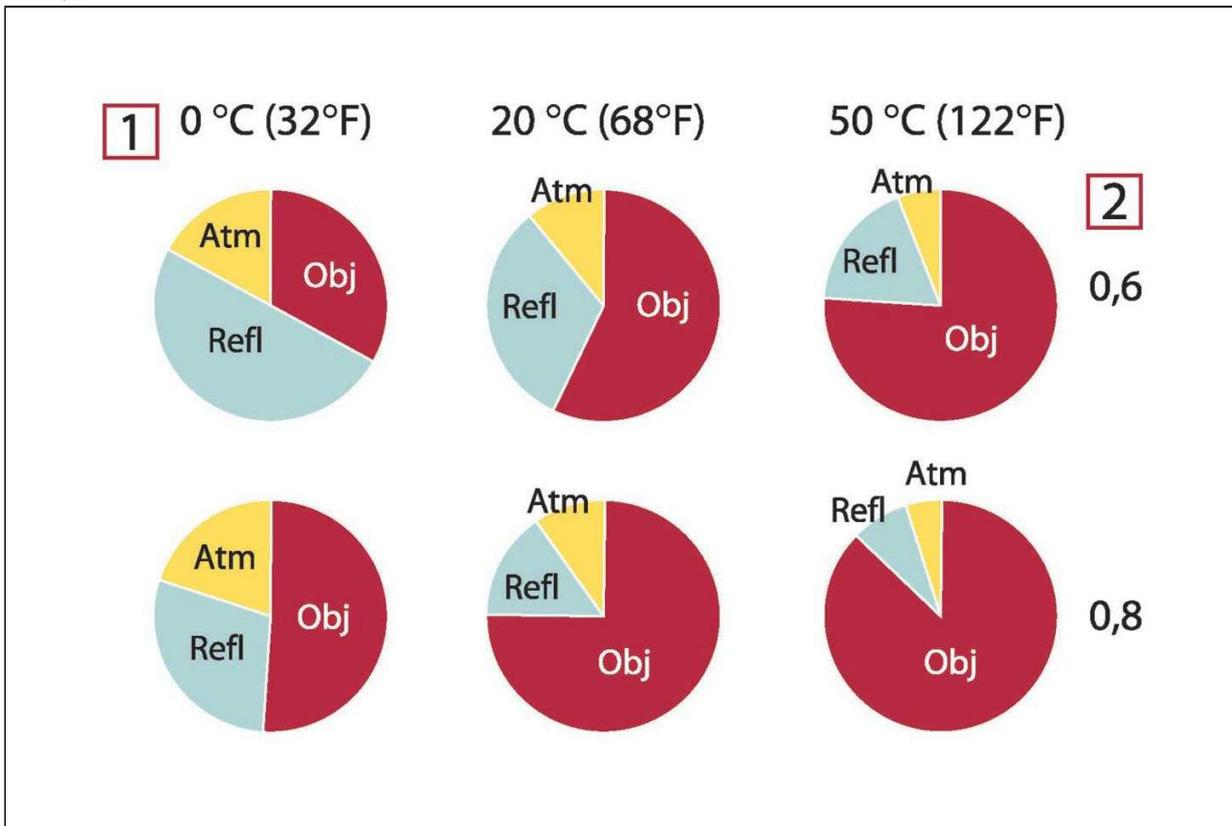 1 0 °C (32°F) 20 °C (68°F) 50 °C (122°F)
2
Atm Obj Refl
Atm Refl Obj
Atm Refl Obj
0,6
Atm Refl Obj
Atm Refl Obj
Atm Refl Obj
0,8